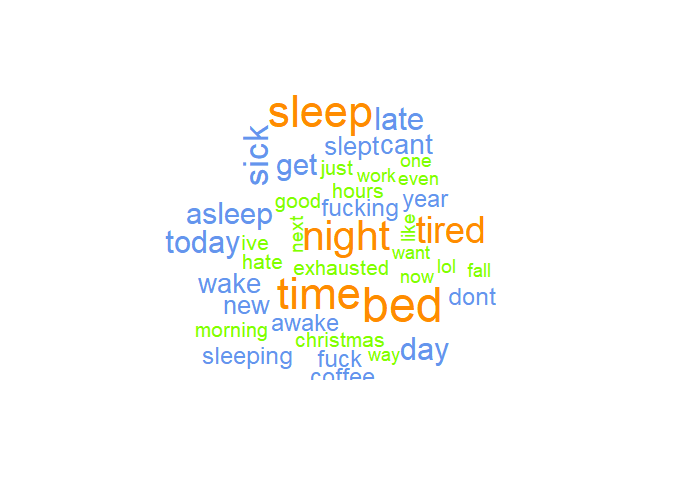 sleep late
sick slept cant
get just work one
even
hours
good fucking year
asleep next night like tired
today ive
hate exhausted want
now lol fall
wake time bed dont
new
awake
morning christmas
sleeping fuck way day
coffee